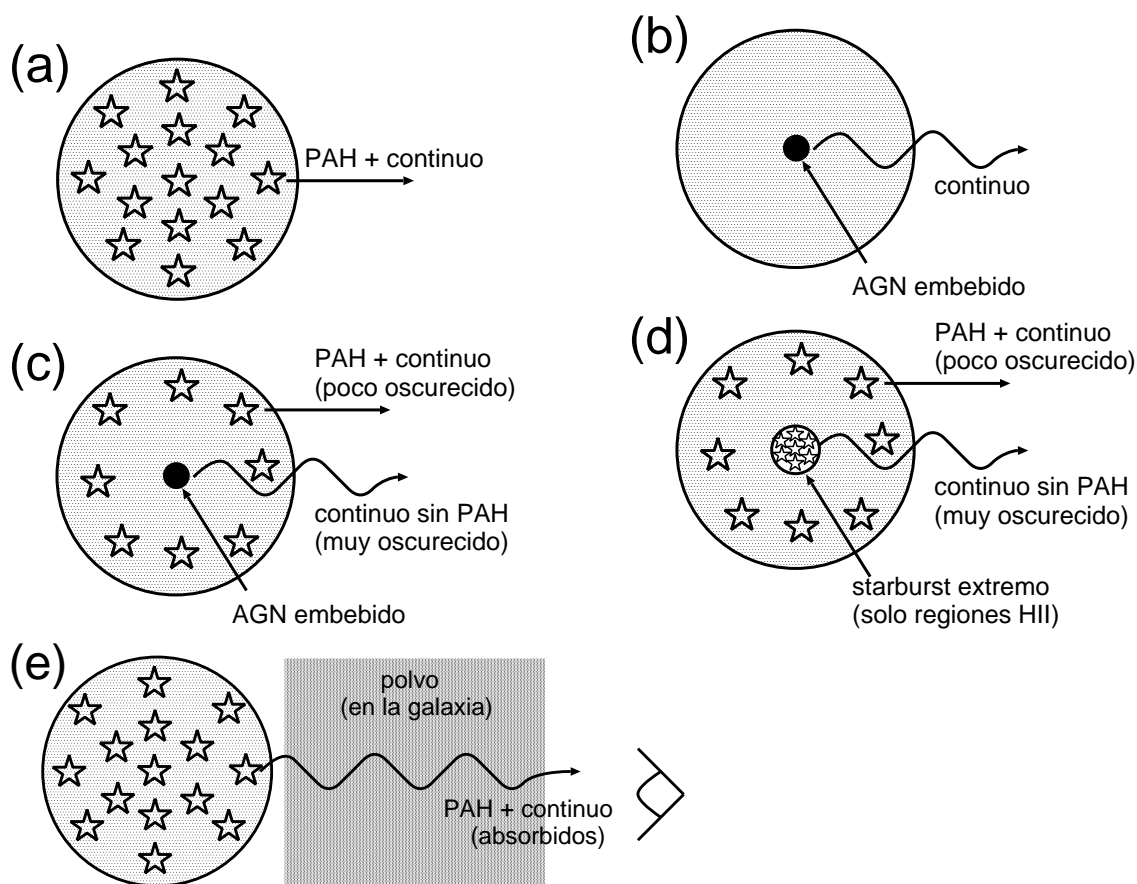 (a)
PAH + continuo
(b)
continuo
AGN embebido
(c)
PAH + continuo
(poco oscurecido)
continuo sin PAH
(muy oscurecido)
AGN embebido
(d)
PAH + continuo
(poco oscurecido)
continuo sin PAH
(muy oscurecido)
starburst extremo
(solo regiones HII)
(e)
polvo
(en la galaxia)
PAH + continuo
(absorbidos)